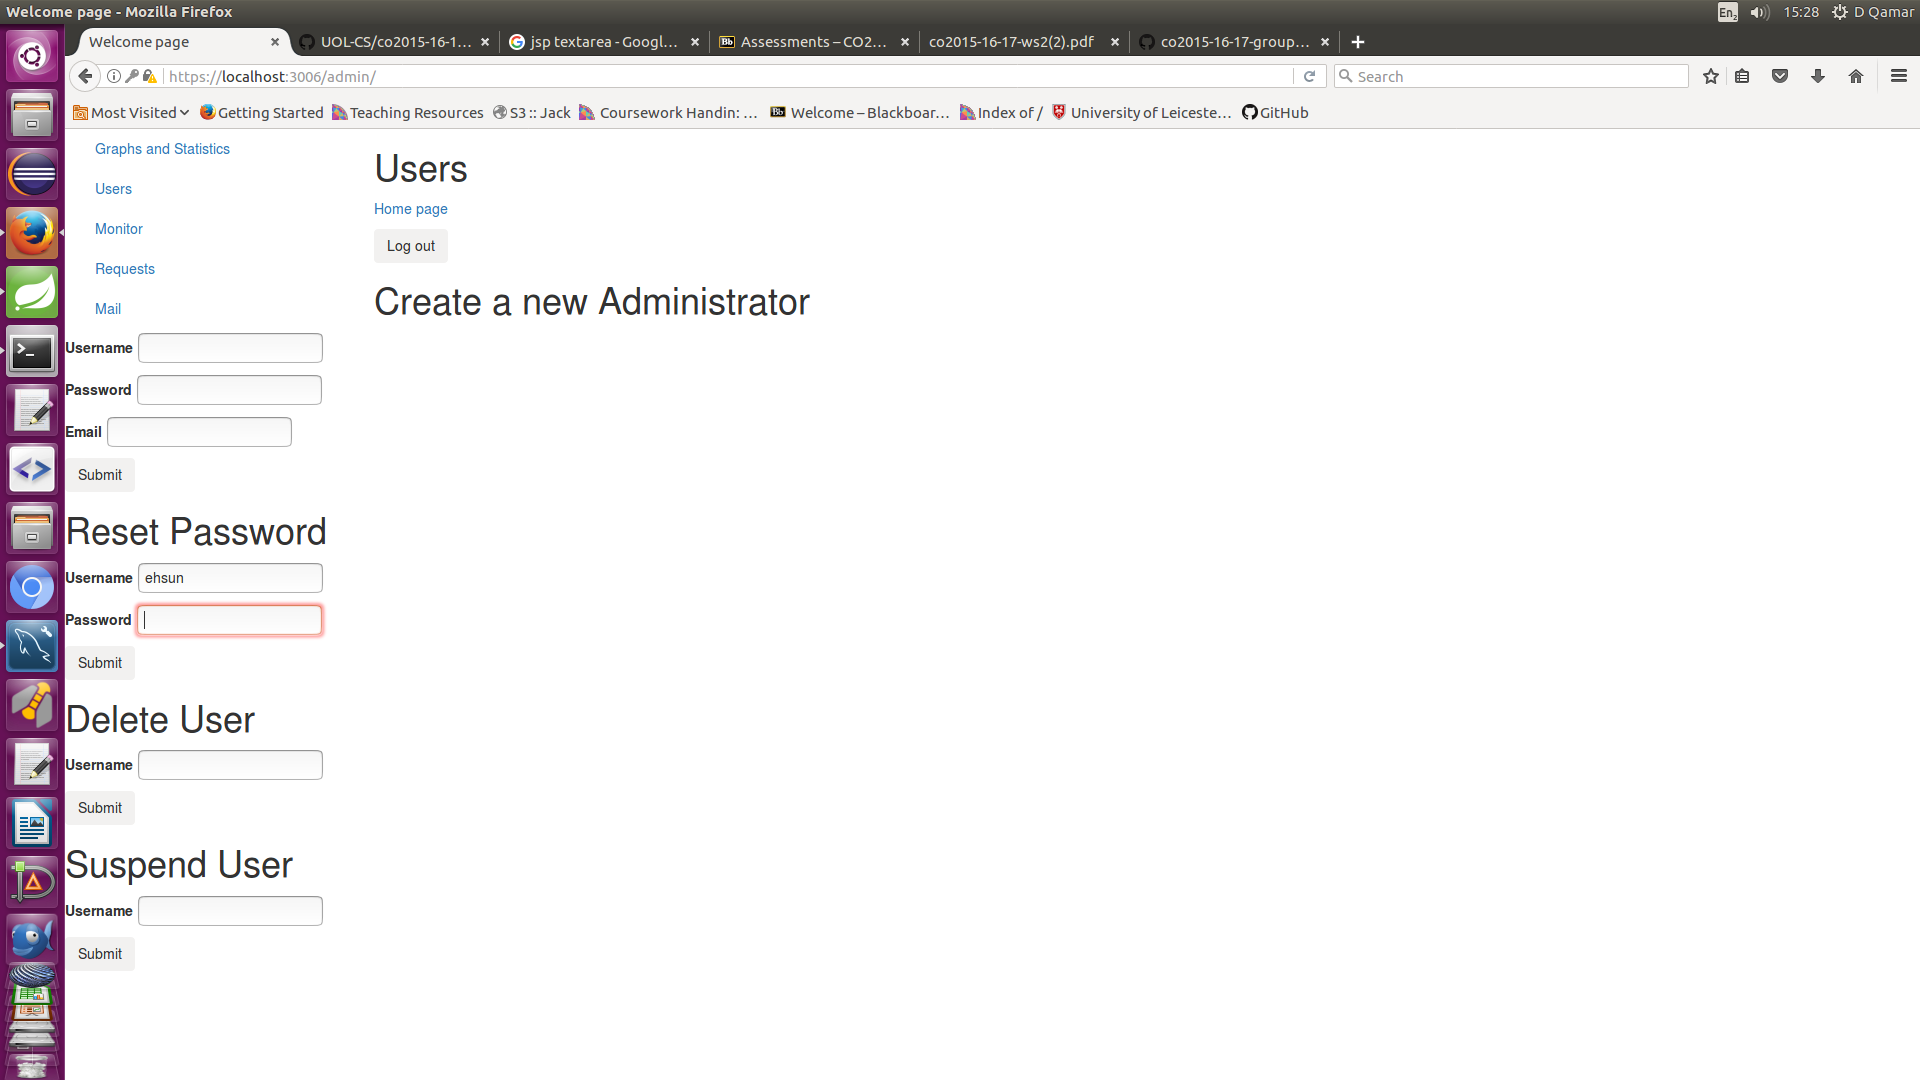 Welcome page - Mozilla Firefox
En2
15:28
D Qamar
Welcome page
UOL-CS/co2015-16-1...
jsp textarea - Googl...
Bb
Assessments – CO2...
co2015-16-17-ws2(2).pdf
co2015-16-17-group...
https://localhost:3006/admin/
Search
Most Visited
Getting Started
Teaching Resources
S3 :: Jack
Coursework Handin: ...
Bb
Welcome – Blackboar...
Index of /
University of Leiceste...
GitHub
Graphs and Statistics
Users
Monitor
Requests
Mail
Users
Home page
Log out
Create a new Administrator
Username
Password
Email
Submit
Reset Password
Username ehsun
Password
Submit
Delete User
Username
Submit
Suspend User
Username
Submit